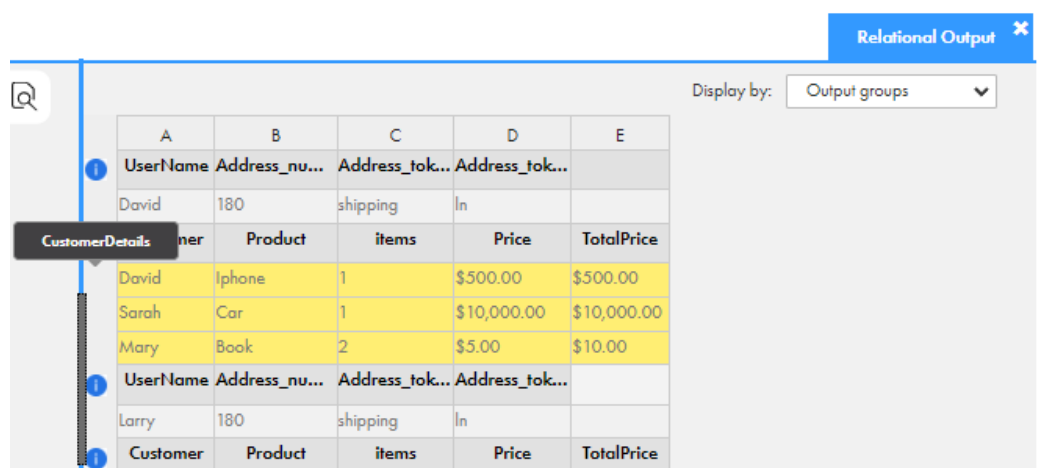 Relational Output
Display by: Output groups
A B C D E
UserName Address_nu... Address_tok... Address_tok...
David 180 shipping ln
CustomerDetails mer Product items Price TotalPrice
David Iphone 1 $500.00 $500.00
Sarah Car 1 $10,000.00 $10,000.00
Mary Book 2 $5.00 $10.00
UserName Address_nu... Address_tok... Address_tok...
Larry 180 shipping ln
Customer Product items Price TotalPrice